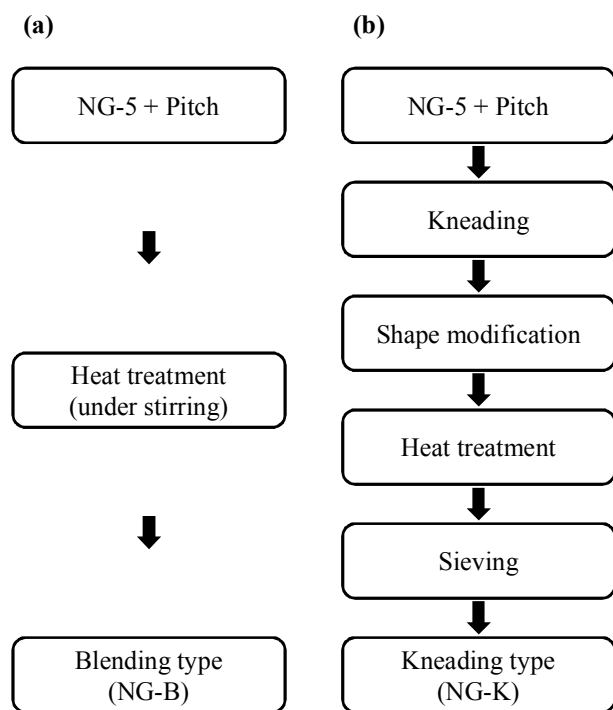 (a)
NG-5 + Pitch
Heat treatment
(under stirring)
Blending type
(NG-B)
(b)
NG-5 + Pitch
Kneading
Shape modification
Heat treatment
Sieving
Kneading type
(NG-K)